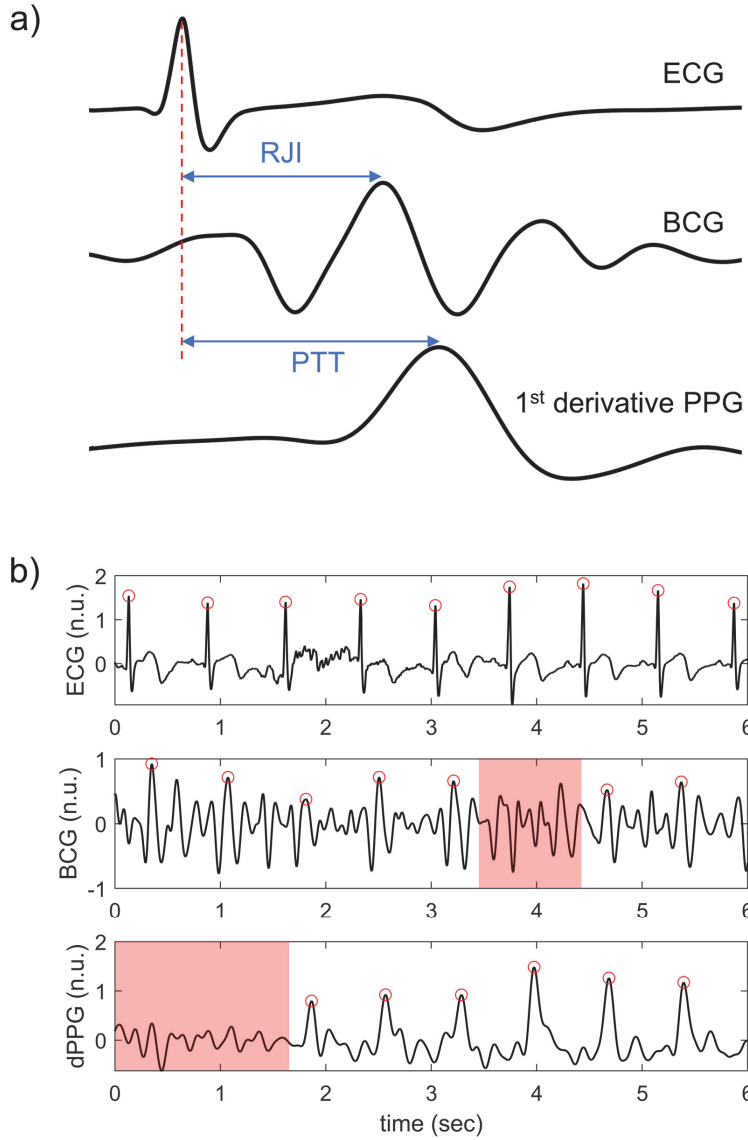 a)
ECG
RJI
BCG
PTT
1st derivative PPG
b)
ECG (n.u.)
2
1
0
0 1 2 3 4 5 6
BCG (n.u.)
1
0
-1
0 1 2 3 4 5 6
dPPG (n.u.)
2
1
0
0 1 2 3 4 5 6
time (sec)